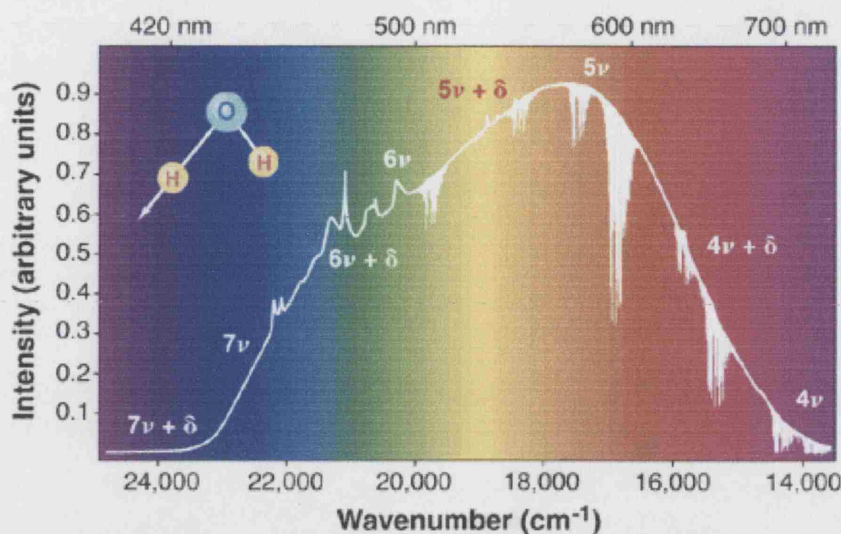 420 nm 500 nm 600 nm 700 nm
Intensity (arbitrary units)
0.9
0.8
0.7
0.6
0.5
0.4
0.3
0.2
0.1
O
H
H
7ν + δ
7ν
6ν + δ
6ν
5ν + δ
5ν
4ν + δ
4ν
24,000 22,000 20,000 18,000 16,000 14,000
Wavenumber (cm⁻¹)